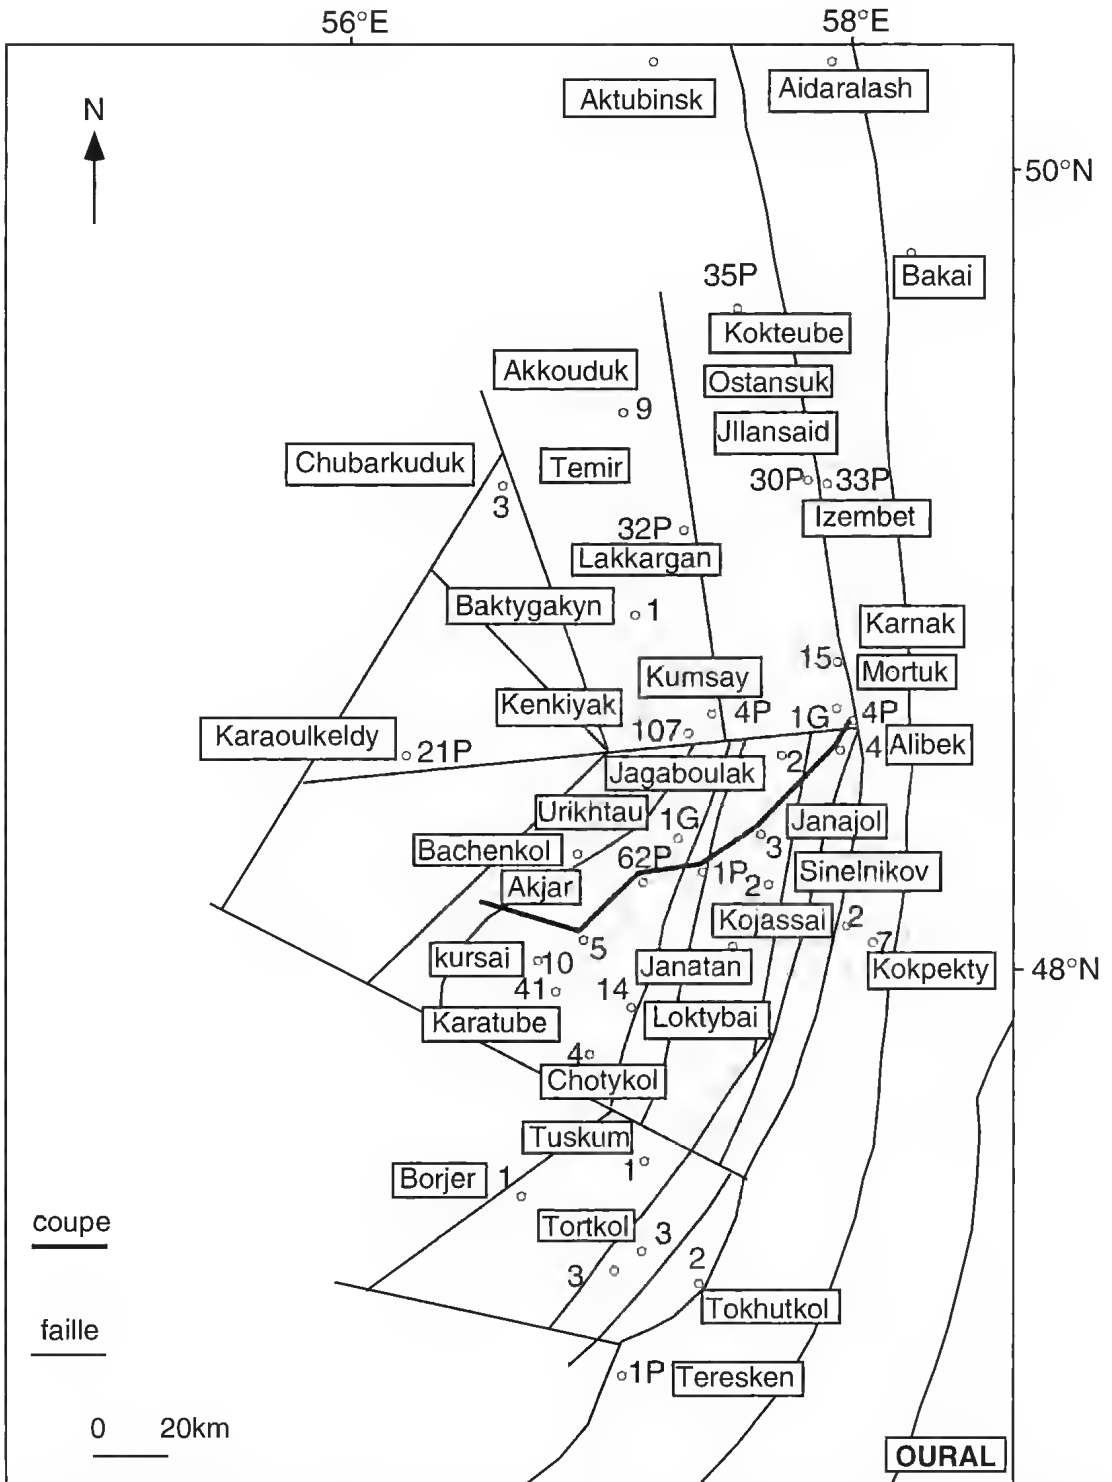 56°E
58°E
Aktubinsk
Aidaralash
N
50°N
Bakai
35P
Kokteube
Akkouduk
Ostansuk
9
Jllansaid
Chubarkuduk
Temir
3
30P
33P
Izembet
32P
Lakkargan
Baktygakyn
1
Karnak
15
Mortuk
Kumsay
Kenkiyak
4P
1G
4P
107
Karaoulkeldy
21P
2
4
Alibek
Jagaboulak
Urikhtau
1G
Janajol
3
Bachenkol
62P
1P
2
Sinelnikov
Akjar
Kojassai
2
7
5
kursai
10
Janatan
Kokpekty
48°N
41
14
Karatube
Loktybai
4
Chotykol
Tuskum
1
Borjer
1
coupe
Tortkol
3
3
2
Tokhutkol
faille
1P
Teresken
0 20km
OURAL